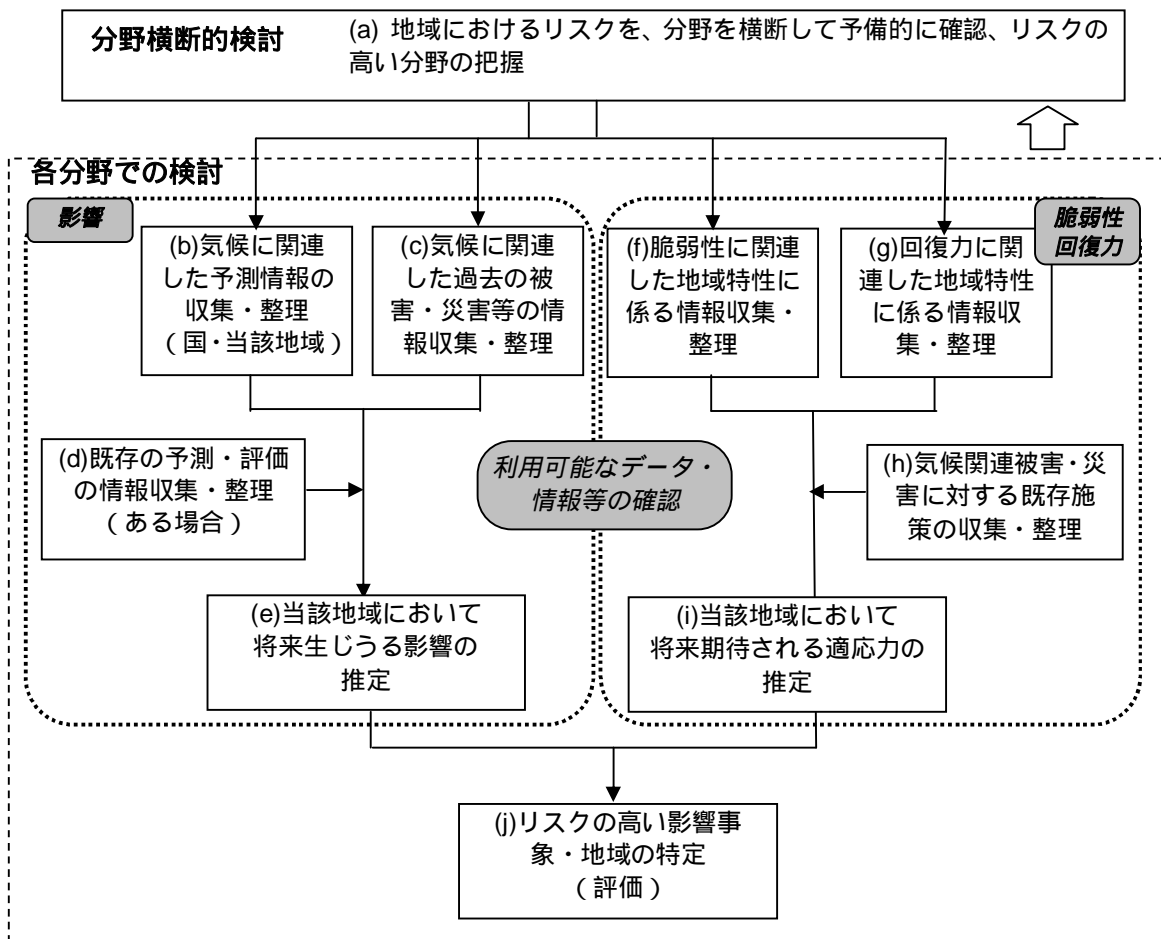 分野横断的検討
(a) 地域におけるリスクを、分野を横断して予備的に確認、リスクの
高い分野の把握
各分野での検討
影響
脆弱性
回復力
(b)気候に関連
した予測情報の
収集・整理
（国・当該地域）
(c)気候に関連
した過去の被
害・災害等の情
報収集・整理
(f)脆弱性に関連
した地域特性に
係る情報収集・
整理
(g)回復力に関
連した地域特性
に係る情報収
集・整理
(d)既存の予測・評価
の情報収集・整理
（ある場合）
利用可能なデータ・
情報等の確認
(h)気候関連被害・災
害に対する既存施
策の収集・整理
(e)当該地域において
将来生じうる影響の
推定
(i)当該地域において
将来期待される適応力の
推定
(j)リスクの高い影響事
象・地域の特定
（評価）